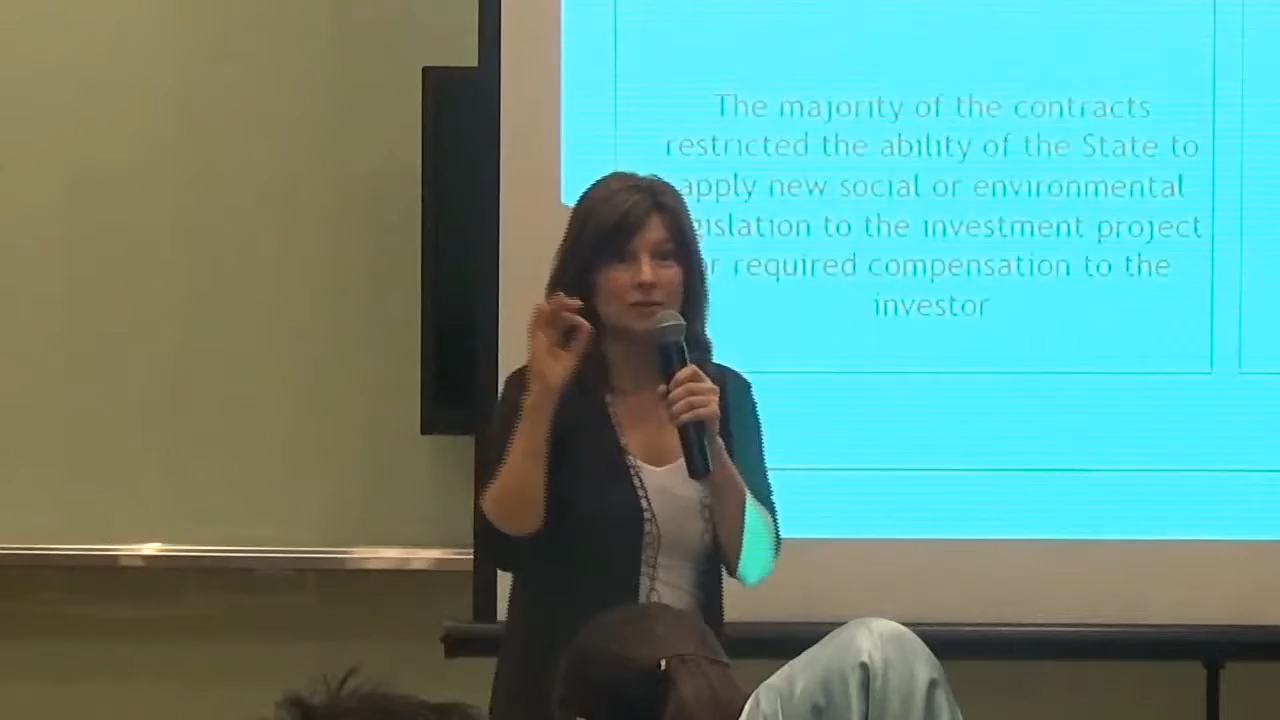 The majority of the contracts
restricted the ability of the State to
apply new social or environmental
islation to the investment project
r required compensation to the
investor